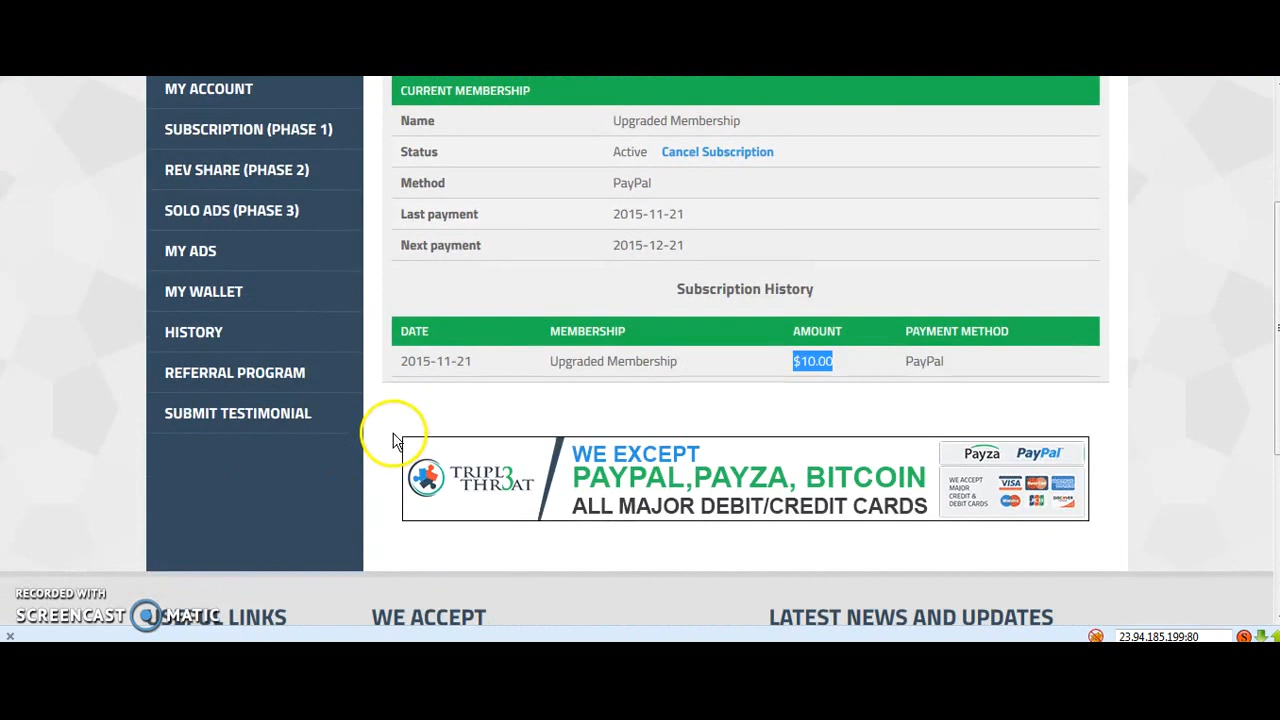 MY ACCOUNT
SUBSCRIPTION (PHASE 1)
REV SHARE (PHASE 2)
SOLO ADS (PHASE 3)
MY ADS
MY WALLET
HISTORY
REFERRAL PROGRAM
SUBMIT TESTIMONIAL
CURRENT MEMBERSHIP
Name Upgraded Membership
Status Active Cancel Subscription
Method PayPal
Last payment 2015-11-21
Next payment 2015-12-21
Subscription History
DATE MEMBERSHIP AMOUNT PAYMENT METHOD
2015-11-21 Upgraded Membership $10.00 PayPal
TRIPL3
THR3AT
WE EXCEPT
PAYPAL,PAYZA, BITCOIN
ALL MAJOR DEBIT/CREDIT CARDS
Payza PayPal
WE ACCEPT
MAJOR
CREDIT &
DEBIT CARDS
VISA
RECORDED WITH
SCREENCAST MATIC
USEFUL LINKS WE ACCEPT LATEST NEWS AND UPDATES
23.94.185.199:80